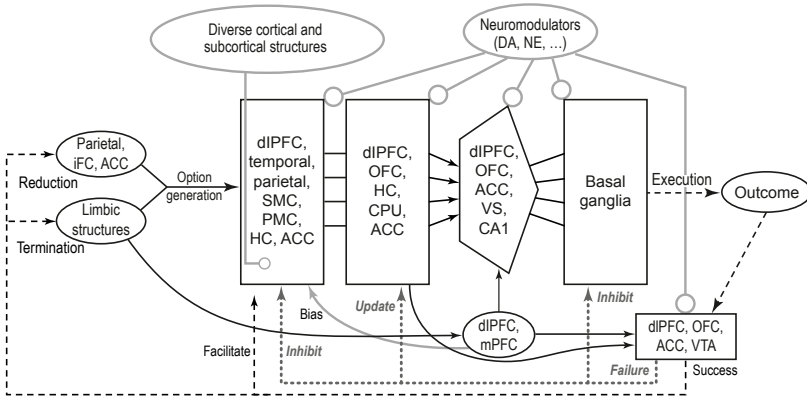 Diverse cortical and
subcortical structures
Neuromodulators
(DA, NE, ...)
Parietal,
iFC, ACC
Reduction
Limbic
structures
Termination
Option
generation
dlPFC,
temporal,
parietal,
SMC,
PMC,
HC, ACC
dlPFC,
OFC,
HC,
CPU,
ACC
dlPFC,
OFC,
ACC,
VS,
CA1
Basal
ganglia
Execution
Outcome
Bias
Update
Inhibit
Facilitate
Inhibit
dlPFC,
mPFC
dlPFC, OFC,
ACC, VTA
Failure
Success